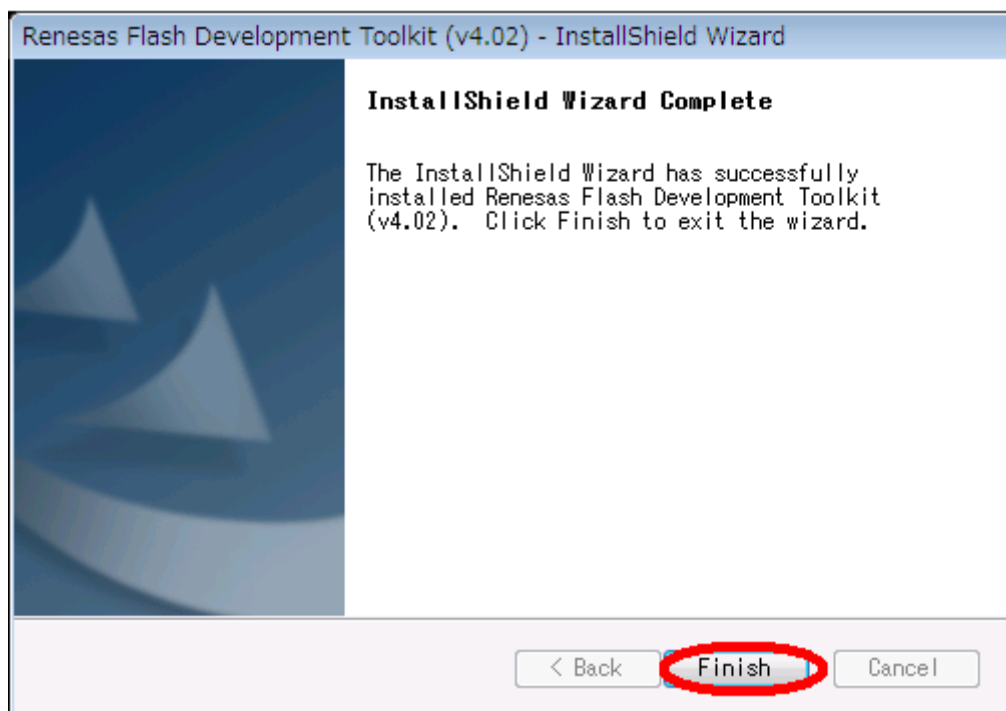 Renesas Flash Development Toolkit (v4.02) - InstallShield Wizard
InstallShield Wizard Complete
The InstallShield Wizard has successfully
installed Renesas Flash Development Toolkit
(v4.02).  Click Finish to exit the wizard.
< Back Finish Cancel